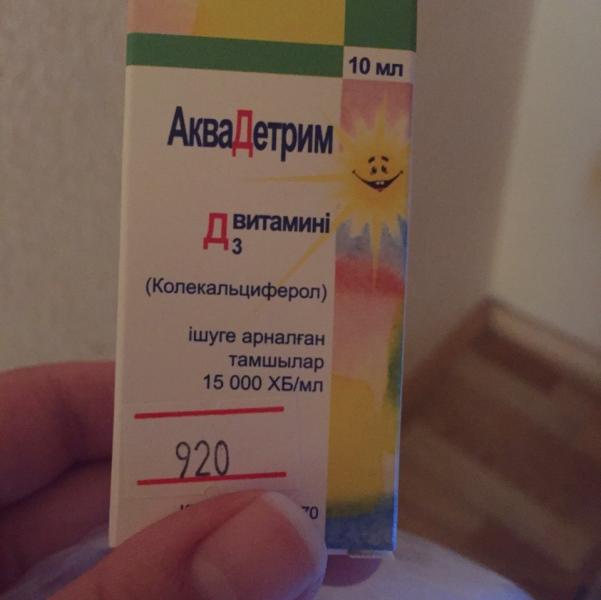 10 мл
АкваДетрим
Д3 витамині
(Колекальциферол)
ішуге арналған
тамшылар
15 000 ХБ/мл
920